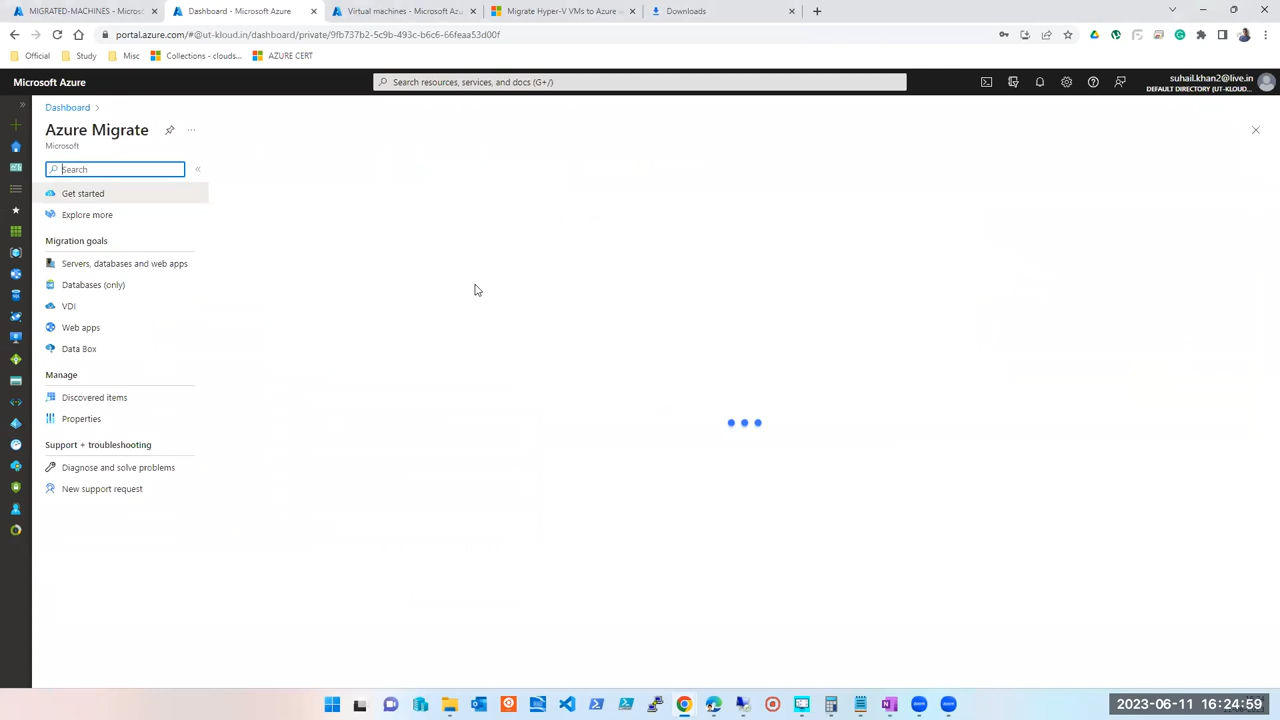 MIGRATED-MACHINES - Microso
Dashboard - Microsoft Azure
Virtual machines - Microsoft Azu
Migrate Hyper-V VMs to Azure w
Downloads
portal.azure.com/#@ut-kloud.in/dashboard/private/9fb737b2-5c9b-493c-b6c6-66feaa53d00f
Official
Study
Misc
Collections - clouds...
AZURE CERT
Microsoft Azure
Search resources, services, and docs (G+/)
suhail.khan2@live.in
DEFAULT DIRECTORY (UT-KLOUD....
Dashboard
Azure Migrate
Microsoft
Search
Get started
Explore more
Migration goals
Servers, databases and web apps
Databases (only)
VDI
Web apps
Data Box
Manage
Discovered items
Properties
Support + troubleshooting
Diagnose and solve problems
New support request
2023-06-11 16:24:59